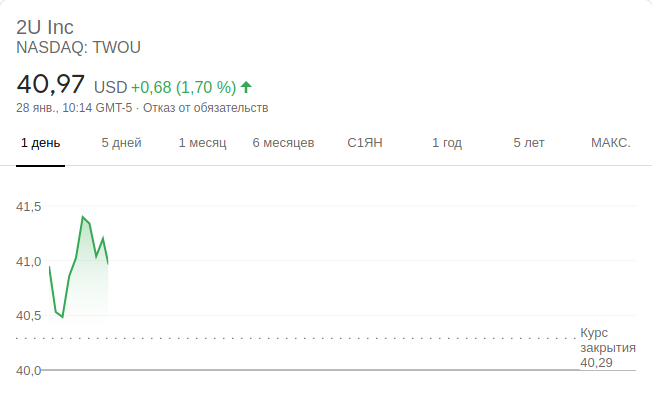 2U Inc
NASDAQ: TWOU
40,97 USD +0,68 (1,70 %)
28 янв., 10:14 GMT-5 · Отказ от обязательств
1 день 5 дней 1 месяц 6 месяцев С1ЯН 1 год 5 лет МАКС.
41,5
41,0
40,5
Курс
закрытия
40,29
40,0